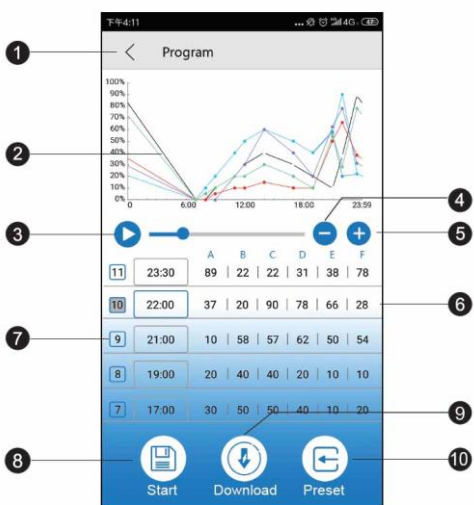 下午4:11
... 4G
1
Program
100%
90%
80%
70%
60%
50%
40%
30%
20%
10%
0%
0 6:00 12:00 18:00 23:59
2
3
4
5
A B C D E F
11 23:30 89 | 22 | 22 | 31 | 38 | 78
10 22:00 37 | 20 | 90 | 78 | 66 | 28
6
7
9 21:00 10 | 58 | 57 | 62 | 50 | 54
8 19:00 20 | 40 | 40 | 20 | 10 | 10
7 17:00 30 | 50 | 50 | 40 | 10 | 20
9
8
10
Start Download Preset